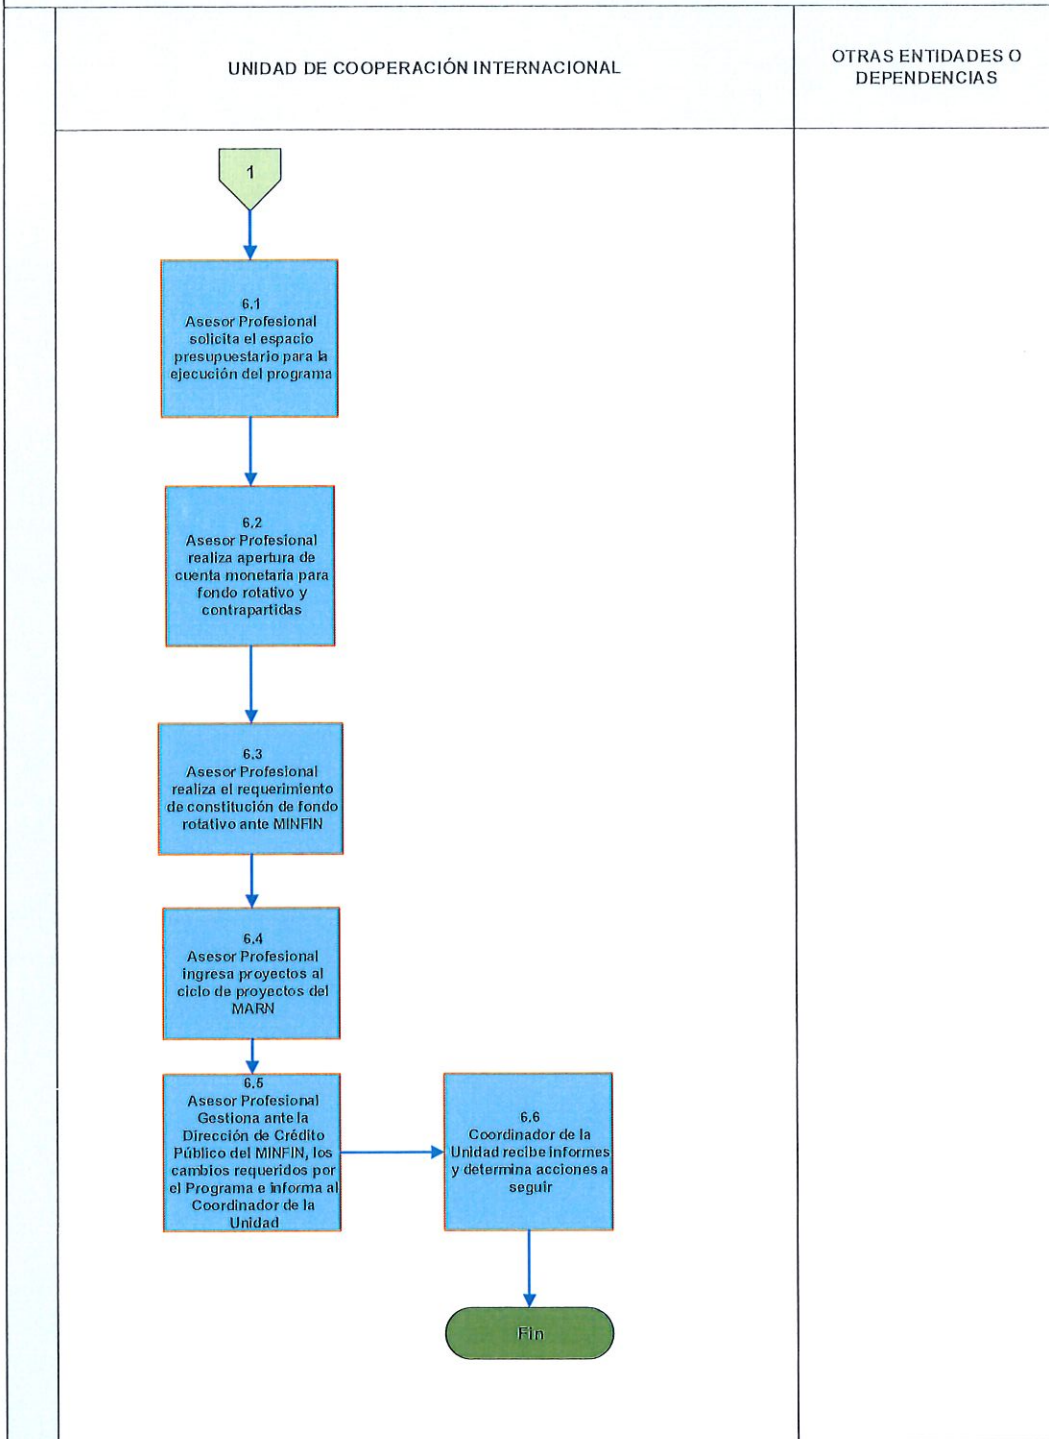 UNIDAD DE COOPERACIÓN INTERNACIONAL
OTRAS ENTIDADES O
DEPENDENCIAS
1
6.1
Asesor Profesional
solicita el espacio
presupuestario para la
ejecución del programa
6.2
Asesor Profesional
realiza apertura de
cuenta monetaria para
fondo rotativo y
contrapartidas
6.3
Asesor Profesional
realiza el requerimiento
de constitución de fondo
rotativo ante MINFIN
6.4
Asesor Profesional
ingresa proyectos al
ciclo de proyectos del
MARN
6.5
Asesor Profesional
Gestiona ante la
Dirección de Crédito
Público del MINFIN, los
cambios requeridos por
el Programa e informa al
Coordinador de la
Unidad
6.6
Coordinador de la
Unidad recibe informes
y determina acciones a
seguir
Fin